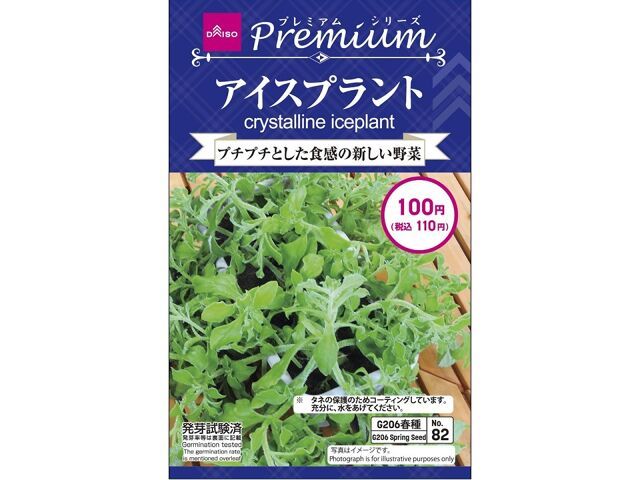 DAISO
プレミアム シリーズ
Premium
アイスプラント
crystalline iceplant
プチプチとした食感の新しい野菜
100円
(税込 110円)
※ タネの保護のためコーティングしています。
充分に、水をあげてください。
発芽試験済
発芽率等は裏面に記載
Germination tested
The germination rate
is mentioned overleaf
G206春種
G206 Spring Seed
No.
82
写真はイメージです。
Photograph is for illustrative purposes only